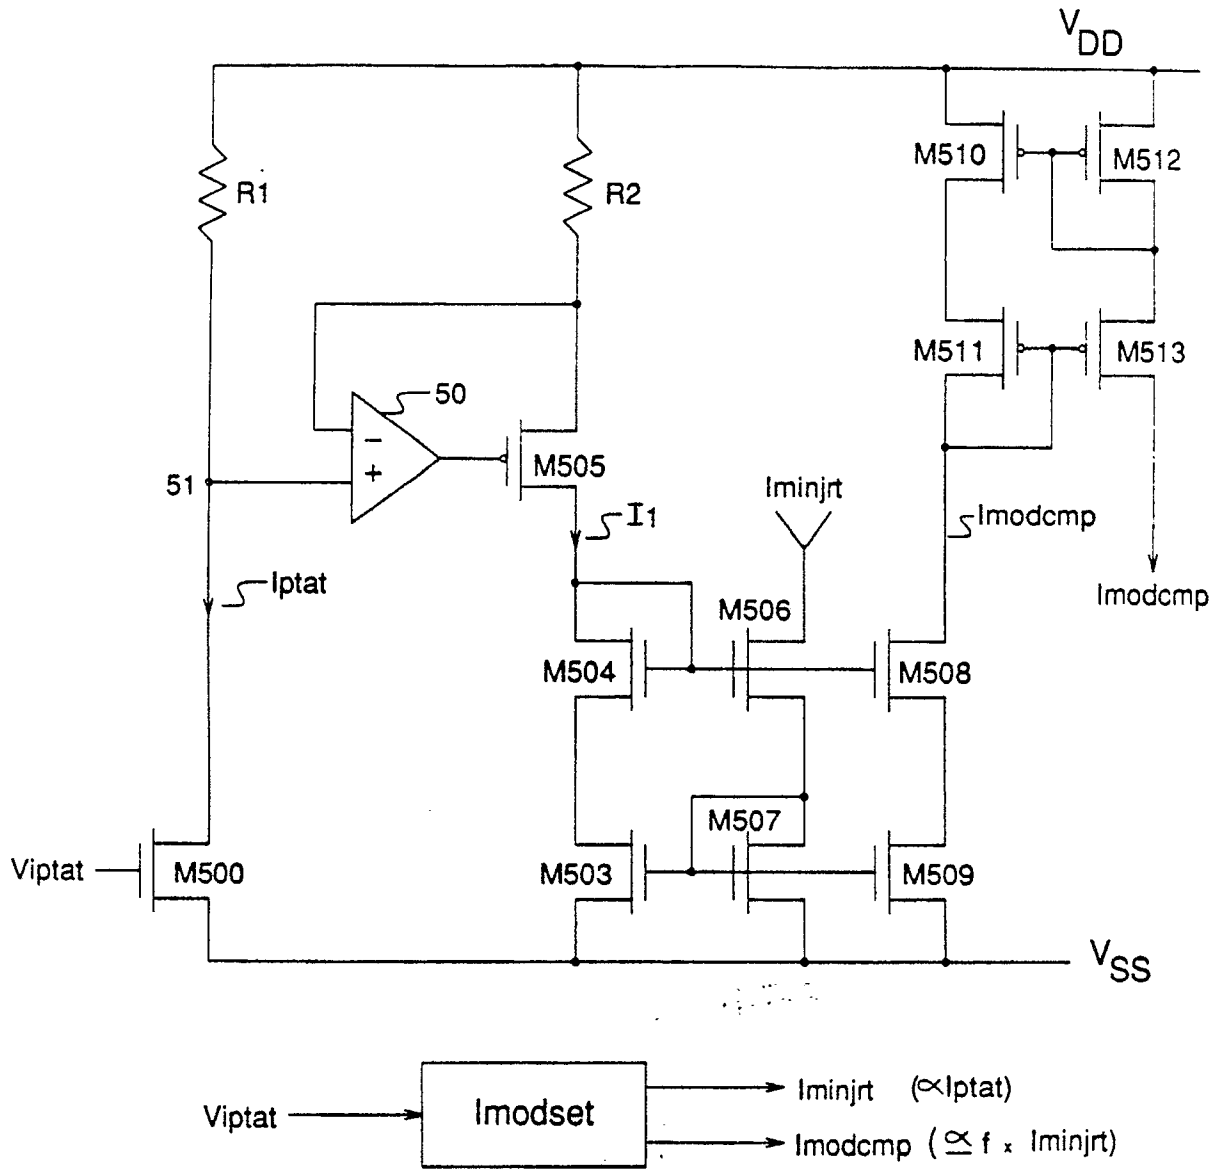 VDD
M510
M512
R1
R2
M511
M513
50
−
+
M505
51
I1
Iminjrt
Imodcmp
Iptat
Imodcmp
M506
M504
M508
M507
Viptat
M500
M503
M509
VSS
Viptat
Imodset
Iminjrt (∝Iptat)
Imodcmp (≚ f x Iminjrt)